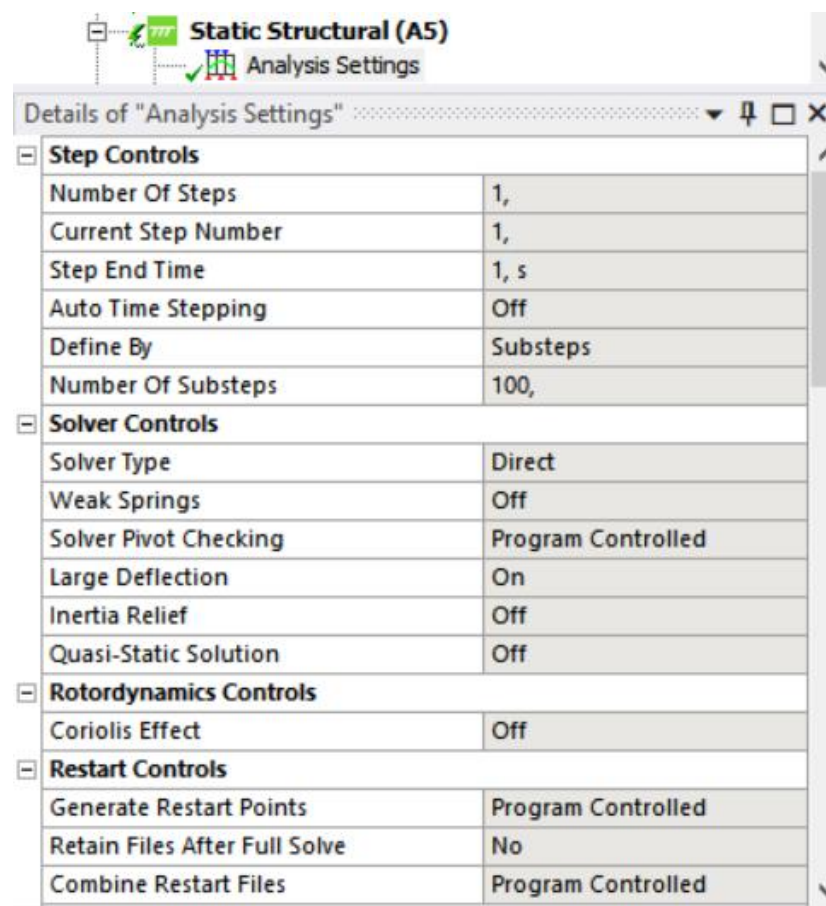 Static Structural (A5)
Analysis Settings
Details of "Analysis Settings"
Step Controls
Number Of Steps 1,
Current Step Number 1,
Step End Time 1, s
Auto Time Stepping Off
Define By Substeps
Number Of Substeps 100,
Solver Controls
Solver Type Direct
Weak Springs Off
Solver Pivot Checking Program Controlled
Large Deflection On
Inertia Relief Off
Quasi-Static Solution Off
Rotordynamics Controls
Coriolis Effect Off
Restart Controls
Generate Restart Points Program Controlled
Retain Files After Full Solve No
Combine Restart Files Program Controlled